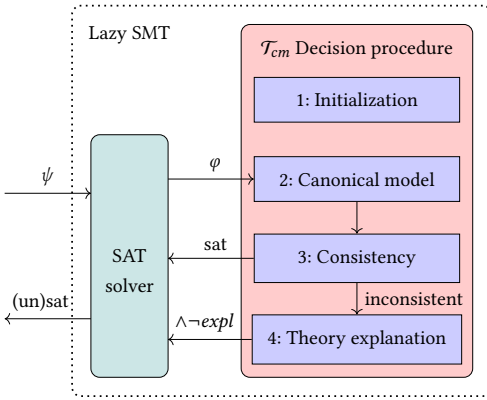 Lazy SMT
𝒯cm Decision procedure
1: Initialization
ψ
φ
2: Canonical model
SAT
solver
sat
3: Consistency
(un)sat
inconsistent
∧¬expl
4: Theory explanation